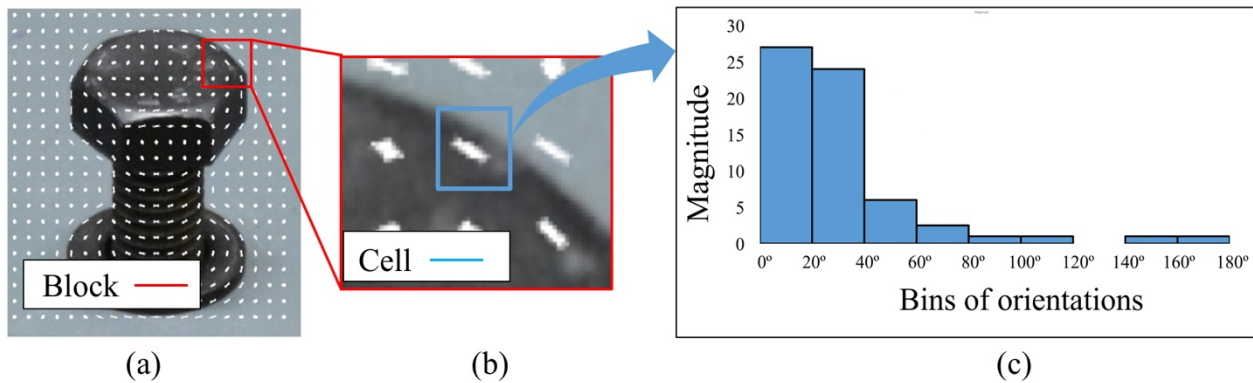 Block
(a)
Cell
(b)
Magnitude
30
25
20
15
10
5
0
0º 20º 40º 60º 80º 100º 120º 140º 160º 180º
Bins of orientations
(c)